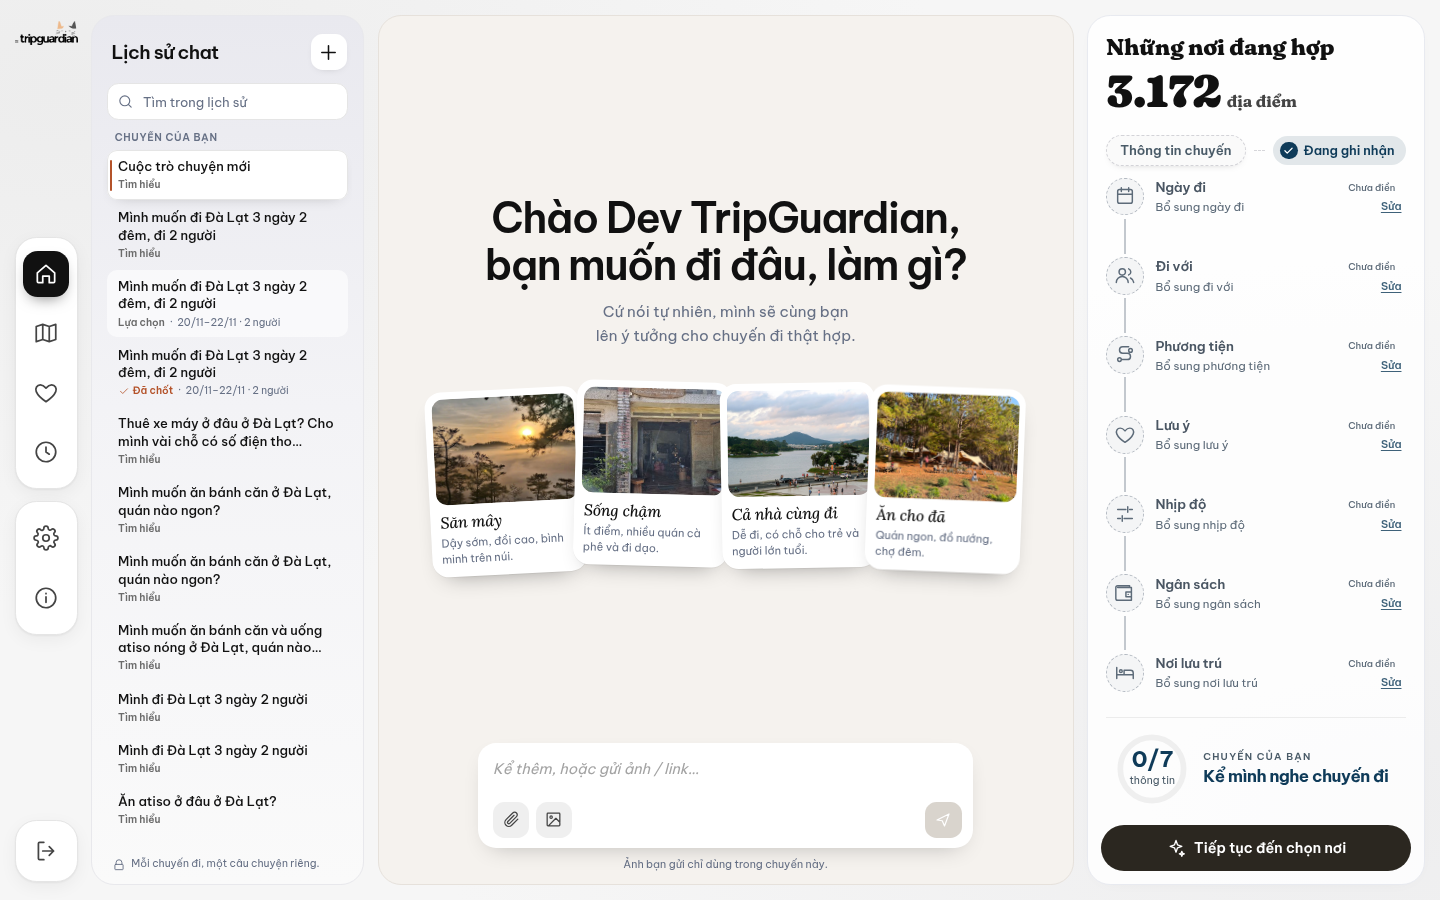 tripguardian
Lịch sử chat
Tìm trong lịch sử
CHUYẾN CỦA BẠN
Cuộc trò chuyện mới
Tìm hiểu
Mình muốn đi Đà Lạt 3 ngày 2
đêm, đi 2 người
Tìm hiểu
Mình muốn đi Đà Lạt 3 ngày 2
đêm, đi 2 người
Lựa chọn · 20/11–22/11 · 2 người
Mình muốn đi Đà Lạt 3 ngày 2
đêm, đi 2 người
Đã chốt · 20/11–22/11 · 2 người
Thuê xe máy ở đâu ở Đà Lạt? Cho
mình vài chỗ có số điện tho...
Tìm hiểu
Mình muốn ăn bánh căn ở Đà Lạt,
quán nào ngon?
Tìm hiểu
Mình muốn ăn bánh căn ở Đà Lạt,
quán nào ngon?
Tìm hiểu
Mình muốn ăn bánh căn và uống
atiso nóng ở Đà Lạt, quán nào...
Tìm hiểu
Mình đi Đà Lạt 3 ngày 2 người
Tìm hiểu
Mình đi Đà Lạt 3 ngày 2 người
Tìm hiểu
Ăn atiso ở đâu ở Đà Lạt?
Tìm hiểu
Mỗi chuyến đi, một câu chuyện riêng.
Chào Dev TripGuardian,
bạn muốn đi đâu, làm gì?
Cứ nói tự nhiên, mình sẽ cùng bạn
lên ý tưởng cho chuyến đi thật hợp.
Săn mây
Dậy sớm, đồi cao, bình
minh trên núi.
Sống chậm
Ít điểm, nhiều quán cà
phê và đi dạo.
Cả nhà cùng đi
Dễ đi, có chỗ cho trẻ và
người lớn tuổi.
Ăn cho đã
Quán ngon, đồ nướng,
chợ đêm.
Kể thêm, hoặc gửi ảnh / link...
Ảnh bạn gửi chỉ dùng trong chuyến này.
Những nơi đang hợp
3.172 địa điểm
Thông tin chuyến
Đang ghi nhận
Ngày đi
Chưa điền
Bổ sung ngày đi
Sửa
Đi với
Chưa điền
Bổ sung đi với
Sửa
Phương tiện
Chưa điền
Bổ sung phương tiện
Sửa
Lưu ý
Chưa điền
Bổ sung lưu ý
Sửa
Nhịp độ
Chưa điền
Bổ sung nhịp độ
Sửa
Ngân sách
Chưa điền
Bổ sung ngân sách
Sửa
Nơi lưu trú
Chưa điền
Bổ sung nơi lưu trú
Sửa
0/7
thông tin
CHUYẾN CỦA BẠN
Kể mình nghe chuyến đi
Tiếp tục đến chọn nơi